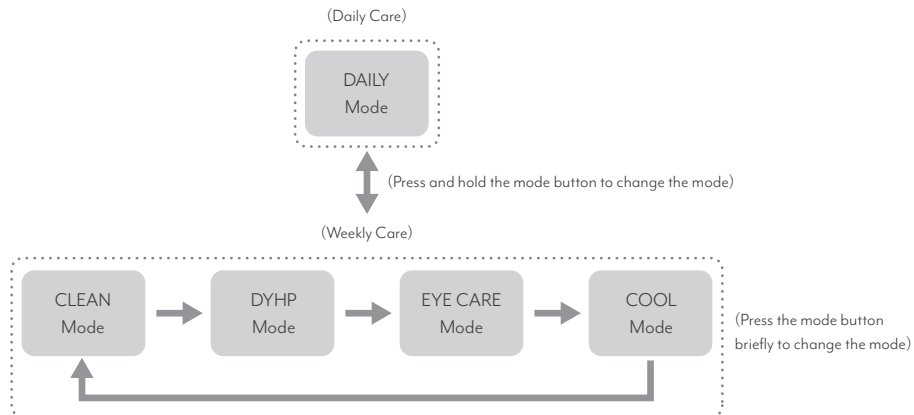 (Daily Care)
DAILY
Mode
(Press and hold the mode button to change the mode)
(Weekly Care)
CLEAN
Mode
DYHP
Mode
EYE CARE
Mode
COOL
Mode
(Press the mode button
briefly to change the mode)